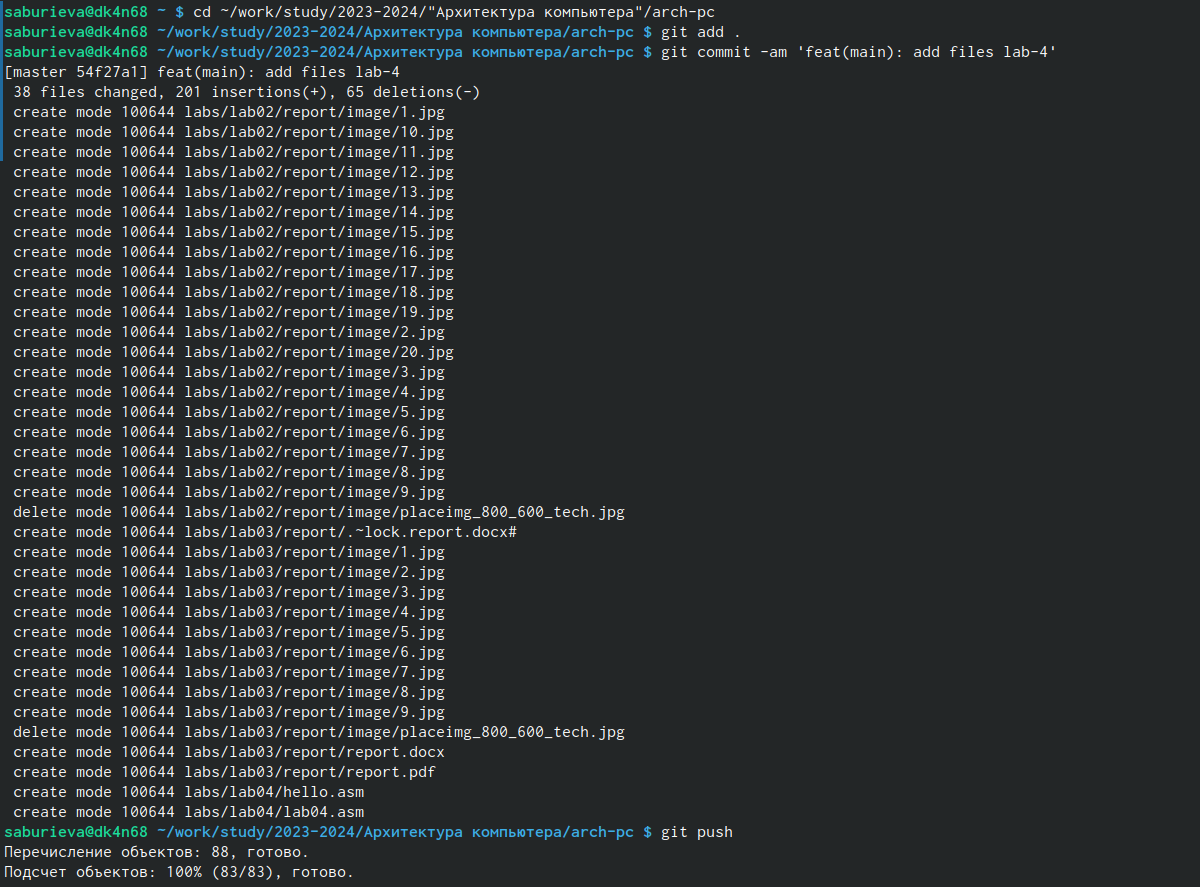 saburieva@dk4n68 ~ $ cd ~/work/study/2023-2024/"Архитектура компьютера"/arch-pc
saburieva@dk4n68 ~/work/study/2023-2024/Архитектура компьютера/arch-pc $ git add .
saburieva@dk4n68 ~/work/study/2023-2024/Архитектура компьютера/arch-pc $ git commit -am 'feat(main): add files lab-4'
[master 54f27a1] feat(main): add files lab-4
 38 files changed, 201 insertions(+), 65 deletions(-)
 create mode 100644 labs/lab02/report/image/1.jpg
 create mode 100644 labs/lab02/report/image/10.jpg
 create mode 100644 labs/lab02/report/image/11.jpg
 create mode 100644 labs/lab02/report/image/12.jpg
 create mode 100644 labs/lab02/report/image/13.jpg
 create mode 100644 labs/lab02/report/image/14.jpg
 create mode 100644 labs/lab02/report/image/15.jpg
 create mode 100644 labs/lab02/report/image/16.jpg
 create mode 100644 labs/lab02/report/image/17.jpg
 create mode 100644 labs/lab02/report/image/18.jpg
 create mode 100644 labs/lab02/report/image/19.jpg
 create mode 100644 labs/lab02/report/image/2.jpg
 create mode 100644 labs/lab02/report/image/20.jpg
 create mode 100644 labs/lab02/report/image/3.jpg
 create mode 100644 labs/lab02/report/image/4.jpg
 create mode 100644 labs/lab02/report/image/5.jpg
 create mode 100644 labs/lab02/report/image/6.jpg
 create mode 100644 labs/lab02/report/image/7.jpg
 create mode 100644 labs/lab02/report/image/8.jpg
 create mode 100644 labs/lab02/report/image/9.jpg
 delete mode 100644 labs/lab02/report/image/placeimg_800_600_tech.jpg
 create mode 100644 labs/lab03/report/.~lock.report.docx#
 create mode 100644 labs/lab03/report/image/1.jpg
 create mode 100644 labs/lab03/report/image/2.jpg
 create mode 100644 labs/lab03/report/image/3.jpg
 create mode 100644 labs/lab03/report/image/4.jpg
 create mode 100644 labs/lab03/report/image/5.jpg
 create mode 100644 labs/lab03/report/image/6.jpg
 create mode 100644 labs/lab03/report/image/7.jpg
 create mode 100644 labs/lab03/report/image/8.jpg
 create mode 100644 labs/lab03/report/image/9.jpg
 delete mode 100644 labs/lab03/report/image/placeimg_800_600_tech.jpg
 create mode 100644 labs/lab03/report/report.docx
 create mode 100644 labs/lab03/report/report.pdf
 create mode 100644 labs/lab04/hello.asm
 create mode 100644 labs/lab04/lab04.asm
saburieva@dk4n68 ~/work/study/2023-2024/Архитектура компьютера/arch-pc $ git push
Перечисление объектов: 88, готово.
Подсчет объектов: 100% (83/83), готово.